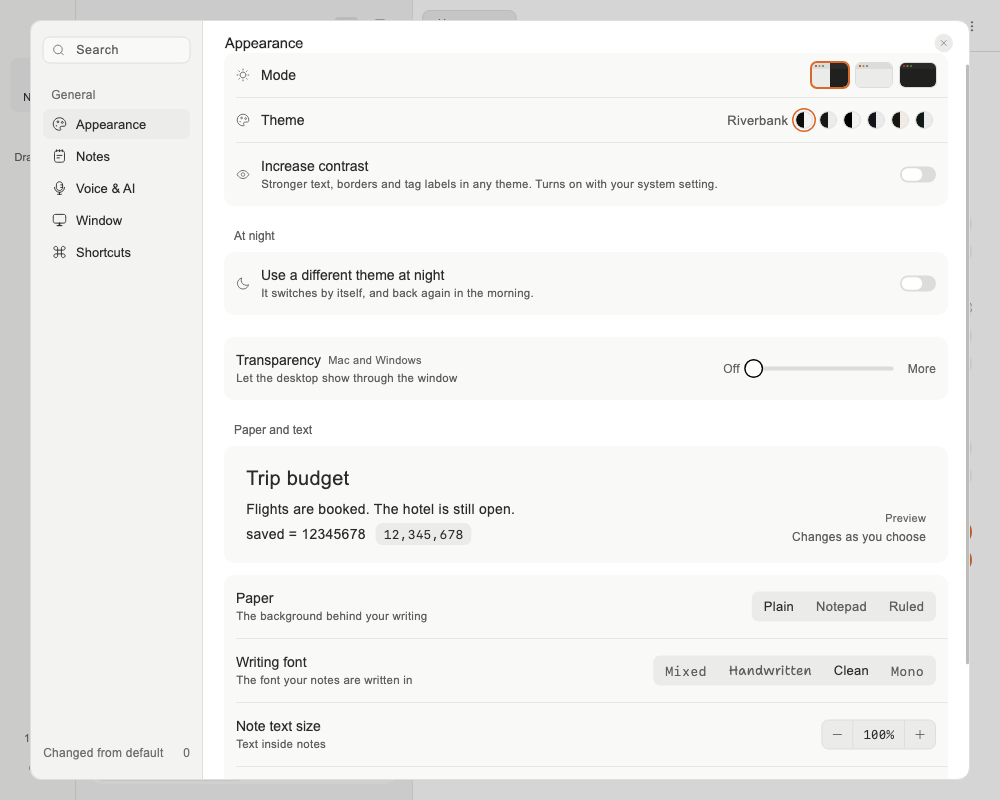 Search
General
Appearance
Notes
Voice & AI
Window
Shortcuts
Changed from default 0
Appearance
Mode
Theme
Riverbank
Increase contrast
Stronger text, borders and tag labels in any theme. Turns on with your system setting.
At night
Use a different theme at night
It switches by itself, and back again in the morning.
Transparency Mac and Windows
Let the desktop show through the window
Off More
Paper and text
Trip budget
Flights are booked. The hotel is still open.
saved = 12345678 12,345,678
Preview
Changes as you choose
Paper
The background behind your writing
Plain Notepad Ruled
Writing font
The font your notes are written in
Mixed Handwritten Clean Mono
Note text size
Text inside notes
− 100% +